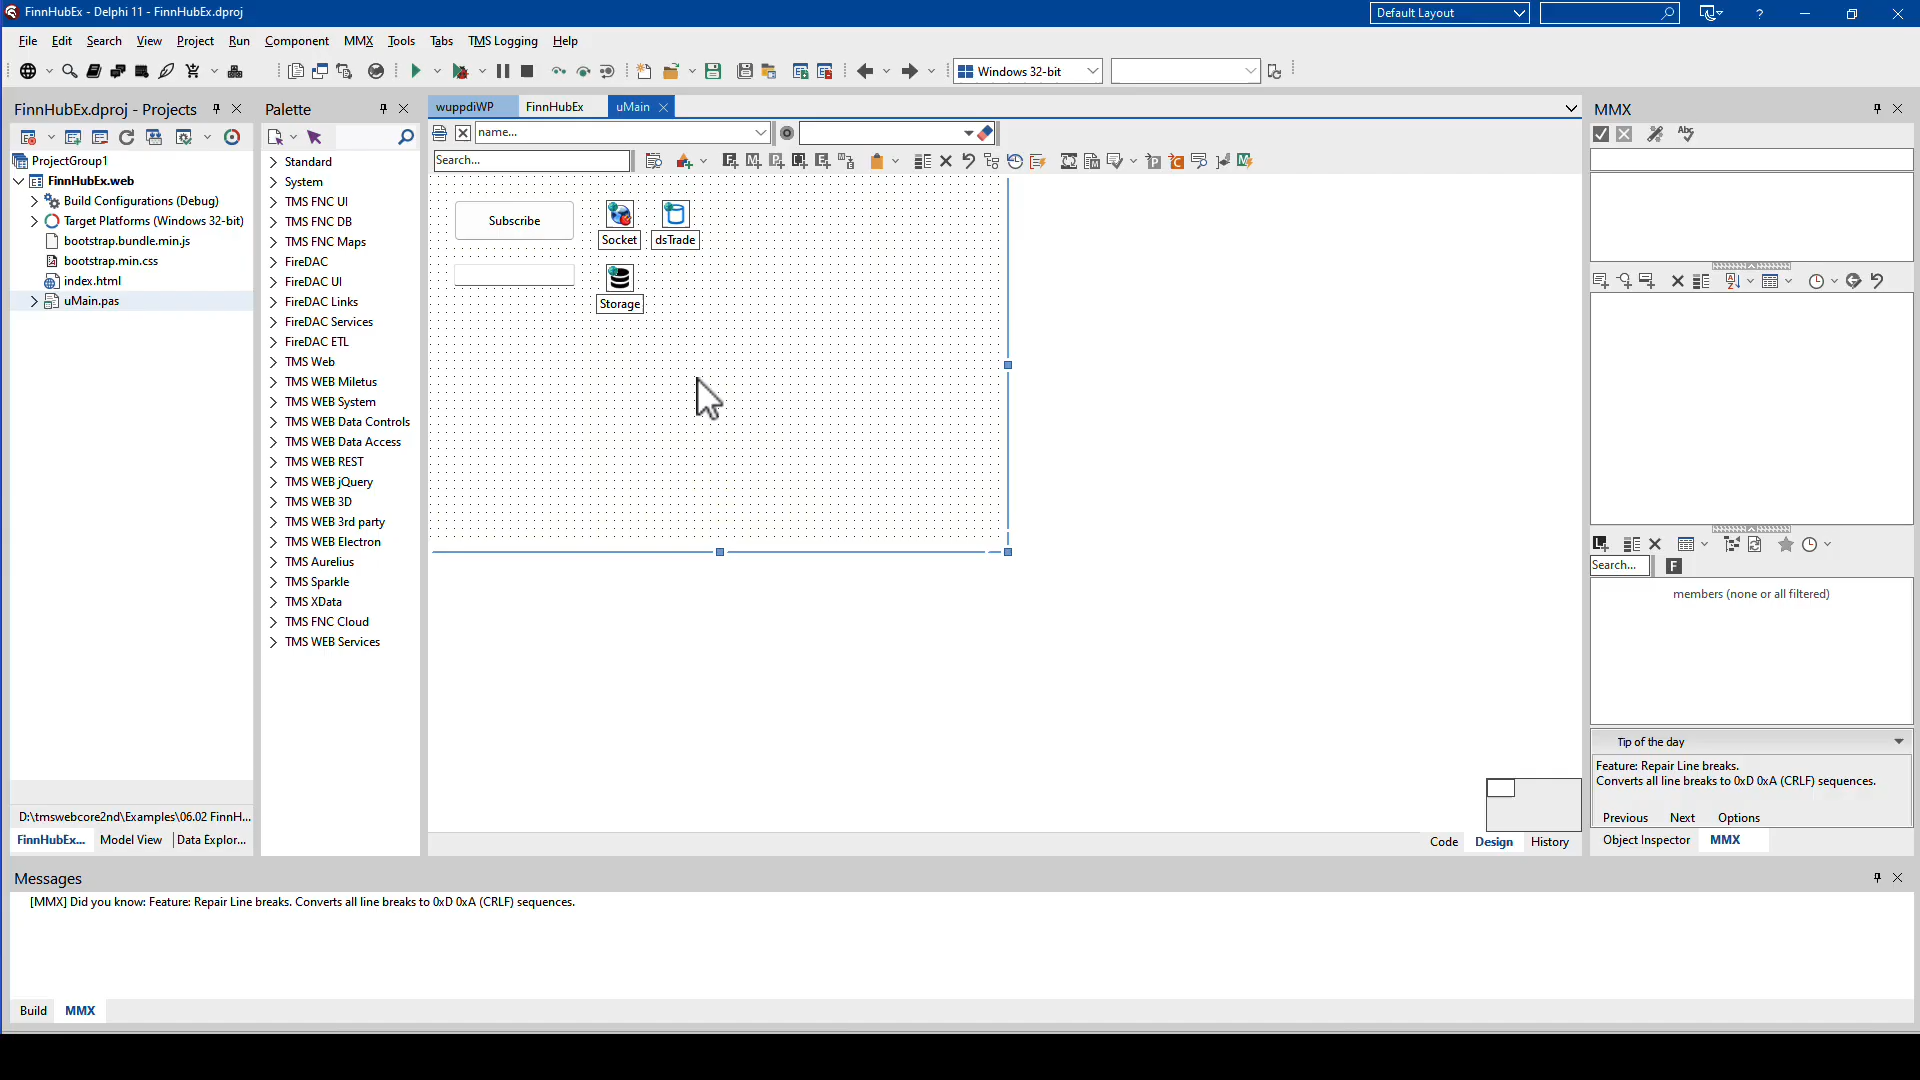 FinnHubEx - Delphi 11 - FinnHubEx.dproj
Default Layout
File Edit Search View Project Run Component MMX Tools Tabs TMS Logging Help
Windows 32-bit
FinnHubEx.dproj - Projects
Palette
wuppdiWP FinnHubEx uMain
MMX
name...
Search...
ProjectGroup1
FinnHubEx.web
Build Configurations (Debug)
Target Platforms (Windows 32-bit)
bootstrap.bundle.min.js
bootstrap.min.css
index.html
uMain.pas
Standard
System
TMS FNC UI
TMS FNC DB
TMS FNC Maps
FireDAC
FireDAC UI
FireDAC Links
FireDAC Services
FireDAC ETL
TMS Web
TMS WEB Miletus
TMS WEB System
TMS WEB Data Controls
TMS WEB Data Access
TMS WEB REST
TMS WEB jQuery
TMS WEB 3D
TMS WEB 3rd party
TMS WEB Electron
TMS Aurelius
TMS Sparkle
TMS XData
TMS FNC Cloud
TMS WEB Services
Subscribe
Socket dsTrade
Storage
Search... F
members (none or all filtered)
Tip of the day
Feature: Repair Line breaks.
Converts all line breaks to 0xD 0xA (CRLF) sequences.
Previous Next Options
D:\tmswebcore2nd\Examples\06.02 FinnH...
FinnHubEx... Model View Data Explor...
Code Design History
Object Inspector MMX
Messages
[MMX] Did you know: Feature: Repair Line breaks. Converts all line breaks to 0xD 0xA (CRLF) sequences.
Build MMX